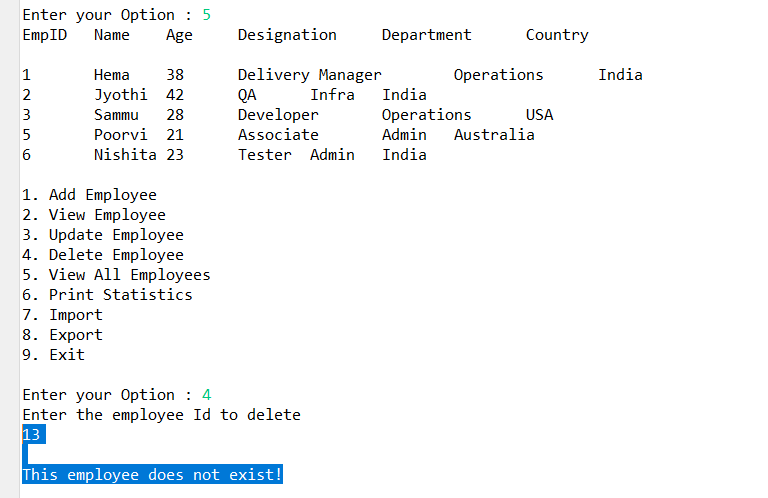 Enter your Option : 5
EmpID Name Age Designation Department Country
1 Hema 38 Delivery Manager Operations India
2 Jyothi 42 QA Infra India
3 Sammu 28 Developer Operations USA
5 Poorvi 21 Associate Admin Australia
6 Nishita 23 Tester Admin India
1. Add Employee
2. View Employee
3. Update Employee
4. Delete Employee
5. View All Employees
6. Print Statistics
7. Import
8. Export
9. Exit
Enter your Option : 4
Enter the employee Id to delete
13
This employee does not exist!